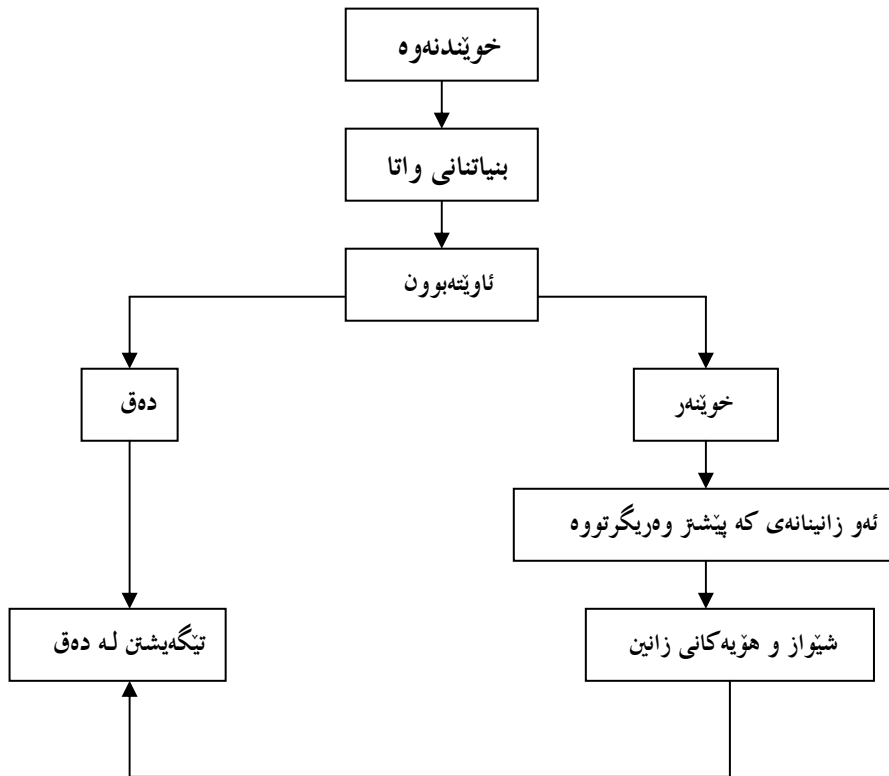 خوێندنەوە
بنیاتنانی واتا
ئاوێتەبوون
خوێنەر
دەق
ئەو زانینانەی کە پێشتر وەریگرتووە
شێواز و هۆیەکانی زانین
تێگەیشتن لە دەق